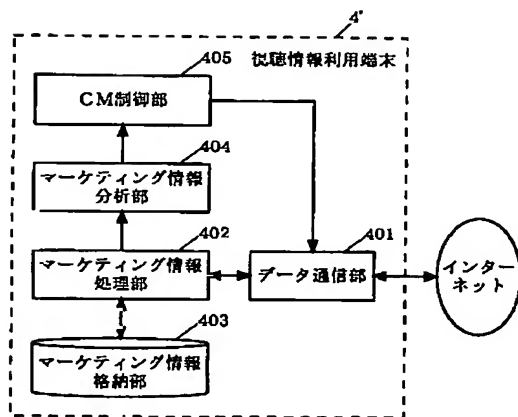 4'
405
視聴情報利用端末
CM制御部
404
マーケティング情報
分析部
402
マーケティング情報
処理部
401
データ通信部
インター
ネット
403
マーケティング情報
格納部